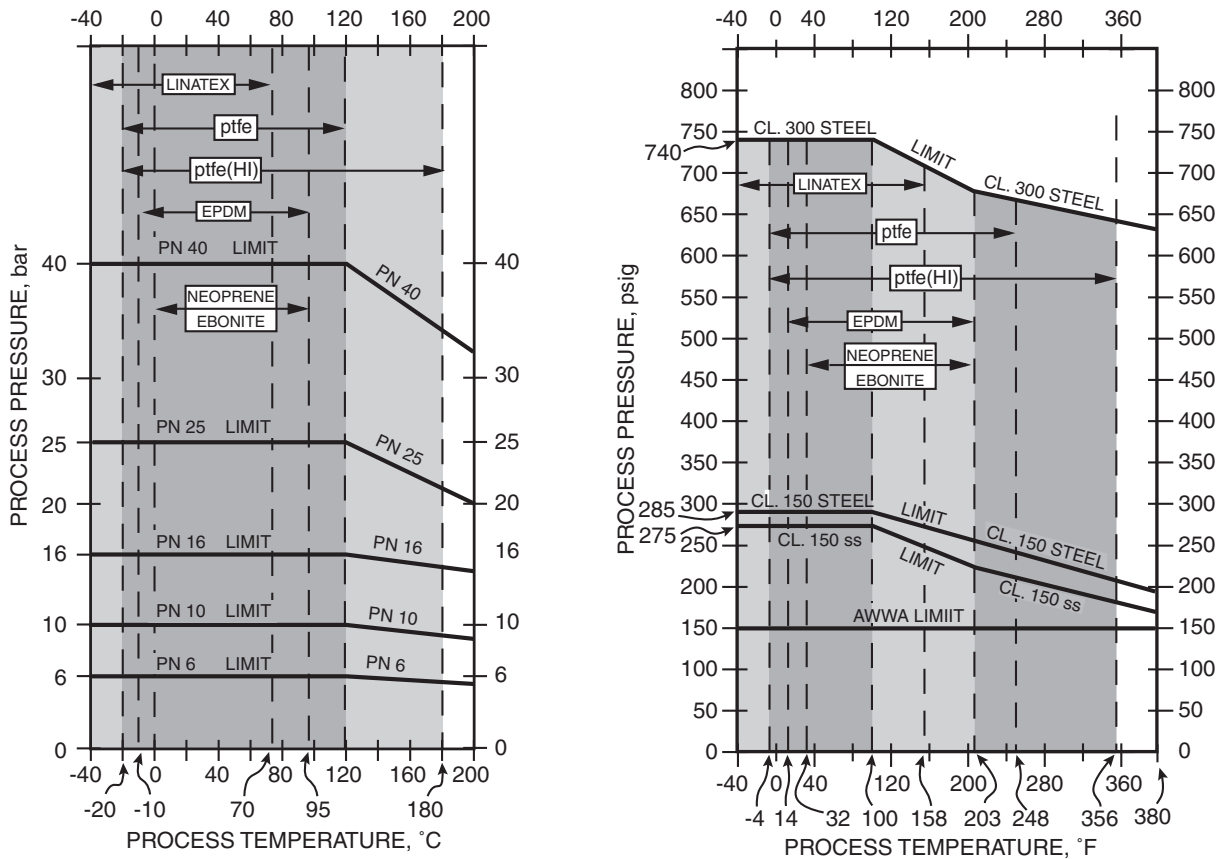 -40 0 40 80 120 160 200
LINATEX
ptfe
ptfe(HI)
EPDM
PN 40 LIMIT
PN 40
NEOPRENE
EBONITE
PN 25 LIMIT
PN 25
PN 16 LIMIT
PN 16
PN 10 LIMIT
PN 10
PN 6 LIMIT
PN 6
PROCESS PRESSURE, bar
40
30
25
20
16
10
6
0
40
30
25
20
16
10
6
0
-40 0 40 80 120 160 200
-20 -10 70 95 180
PROCESS TEMPERATURE, °C
-40 0 40 100 140 200 280 360
CL. 300 STEEL
LIMIT
CL. 300 STEEL
LINATEX
ptfe
ptfe(HI)
EPDM
NEOPRENE
EBONITE
CL. 150 STEEL
LIMIT
CL. 150 STEEL
CL. 150 ss
LIMIT
CL. 150 ss
AWWA LIMIIT
PROCESS PRESSURE, psig
800
750
740
700
650
600
550
500
450
400
350
300
285
275
250
200
150
100
50
0
800
750
700
650
600
550
500
450
400
350
300
250
200
150
100
50
0
-40 0 40 100 140 200 280 360
-4 14 32 100 158 203 248 356 380
PROCESS TEMPERATURE, °F